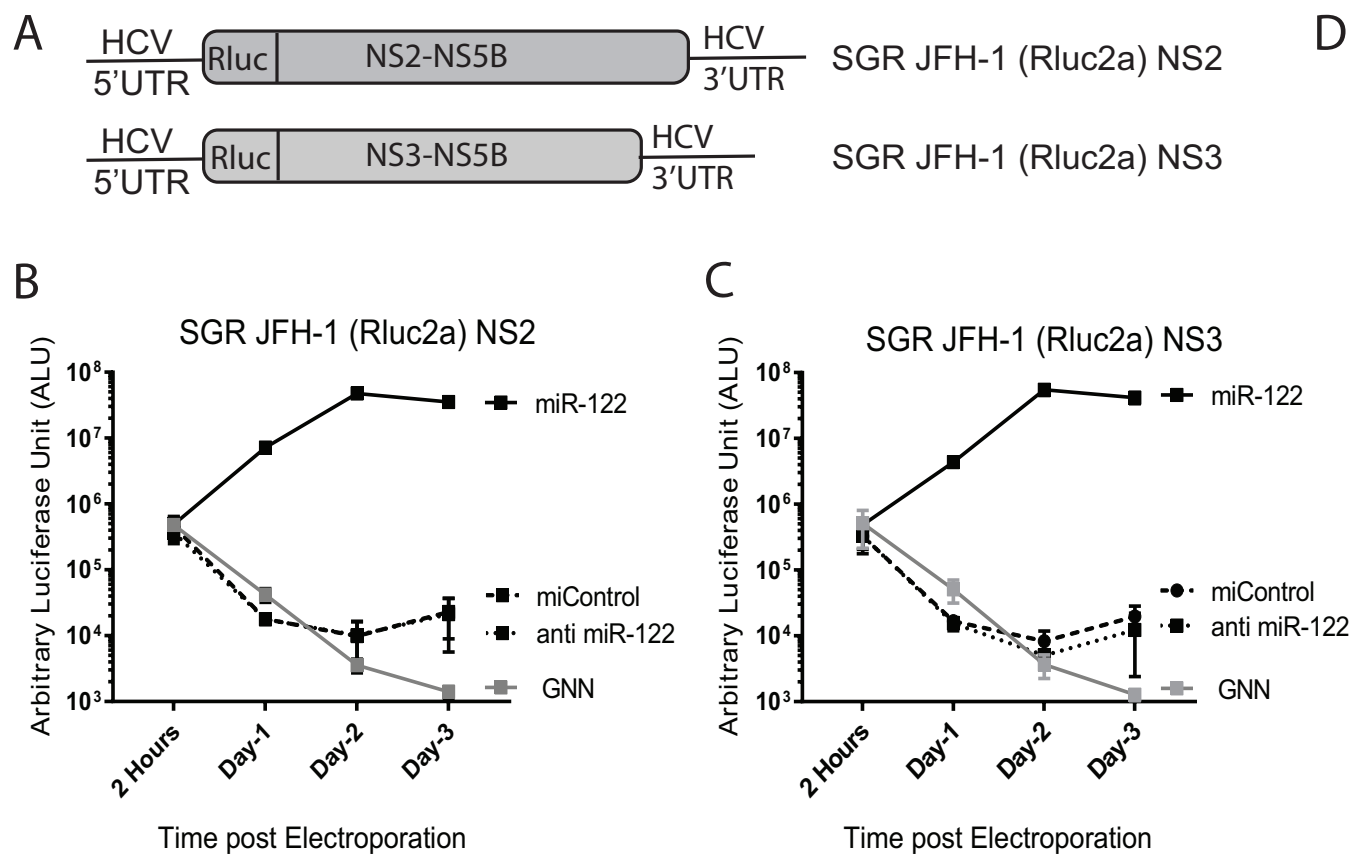 A
HCV
5'UTR
Rluc
NS2-NS5B
HCV
3'UTR
SGR JFH-1 (Rluc2a) NS2
D
HCV
5'UTR
Rluc
NS3-NS5B
HCV
3'UTR
SGR JFH-1 (Rluc2a) NS3
B
SGR JFH-1 (Rluc2a) NS2
Arbitrary Luciferase Unit (ALU)
10⁸
10⁷
10⁶
10⁵
10⁴
10³
miR-122
miControl
anti miR-122
GNN
2 Hours
Day-1
Day-2
Day-3
Time post Electroporation
C
SGR JFH-1 (Rluc2a) NS3
Arbitrary Luciferase Unit (ALU)
10⁸
10⁷
10⁶
10⁵
10⁴
10³
miR-122
miControl
anti miR-122
GNN
2 Hours
Day-1
Day-2
Day-3
Time post Electroporation